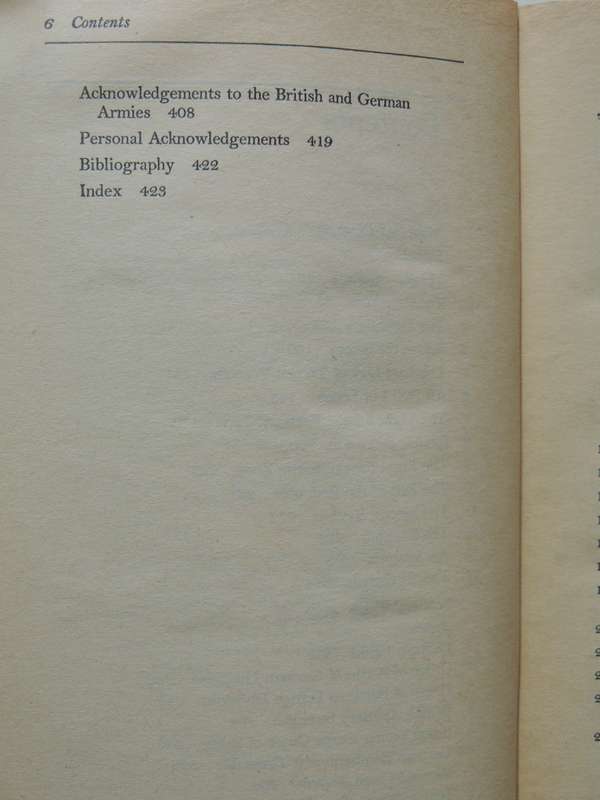 6 Contents
Acknowledgements to the British and German
Armies 408
Personal Acknowledgements 419
Bibliography 422
Index 423